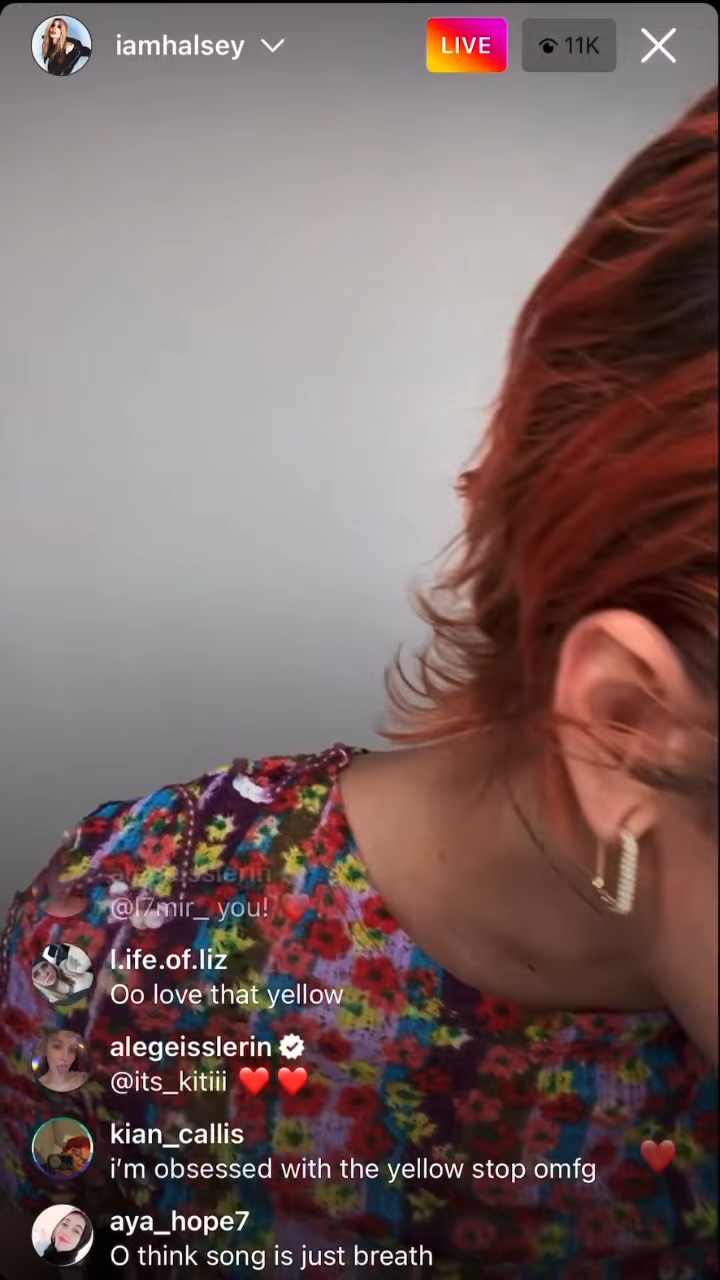 iamhalsey
LIVE
11K
alegeisslerin
@l7mir_ you! ❤️
l.ife.of.liz
Oo love that yellow
alegeisslerin
@its_kitiii ❤️ ❤️
kian_callis
i'm obsessed with the yellow stop omfg
aya_hope7
O think song is just breath